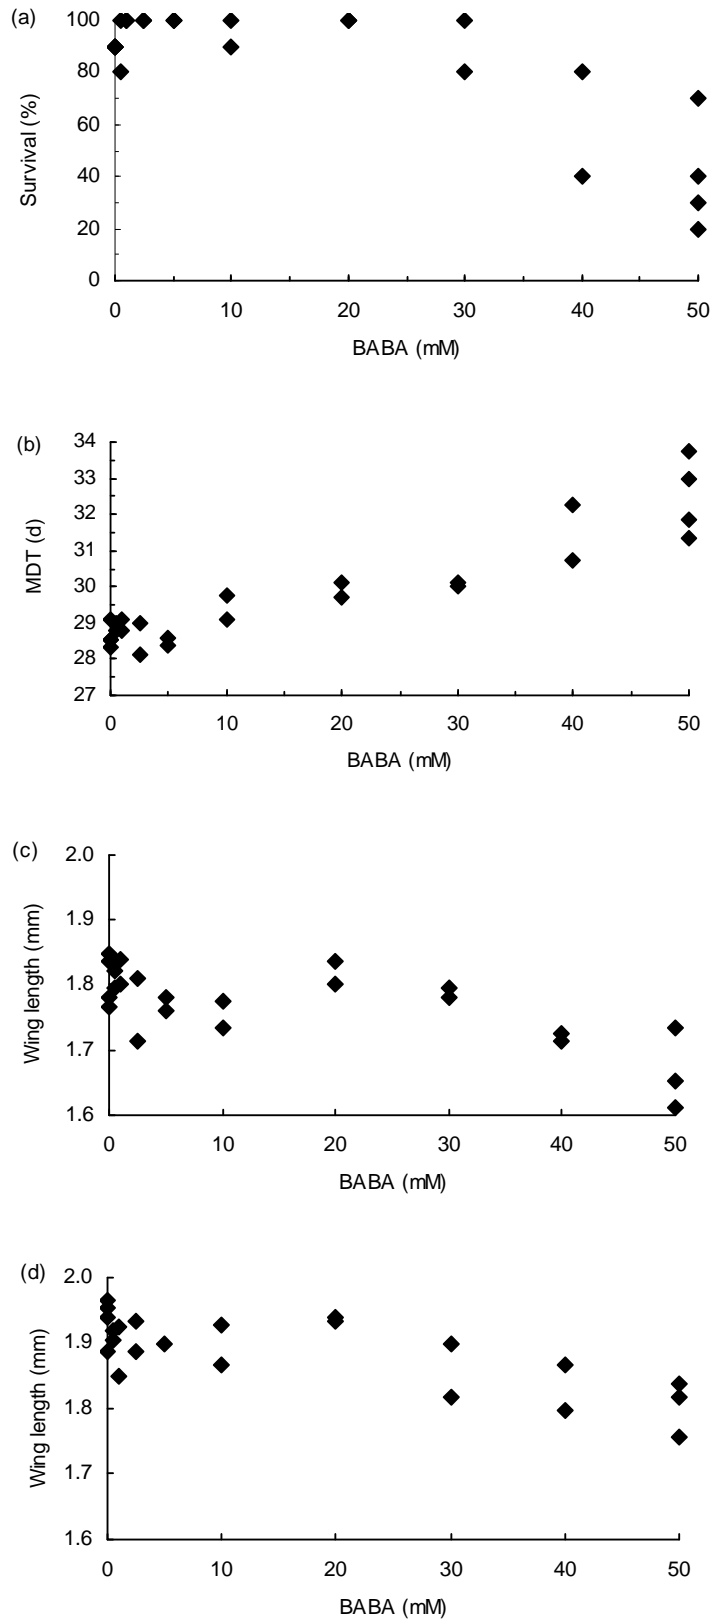 (a)
100
80
60
40
20
0
Survival (%)
0 10 20 30 40 50
BABA (mM)
(b)
34
33
32
31
30
29
28
27
MDT (d)
0 10 20 30 40 50
BABA (mM)
(c)
2.0
1.9
1.8
1.7
1.6
Wing length (mm)
0 10 20 30 40 50
BABA (mM)
(d)
2.0
1.9
1.8
1.7
1.6
Wing length (mm)
0 10 20 30 40 50
BABA (mM)